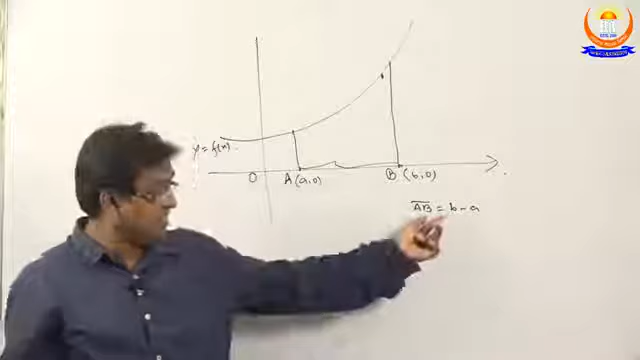 y = f(x)
O A (a,0) B (b,0)
AB = b - a